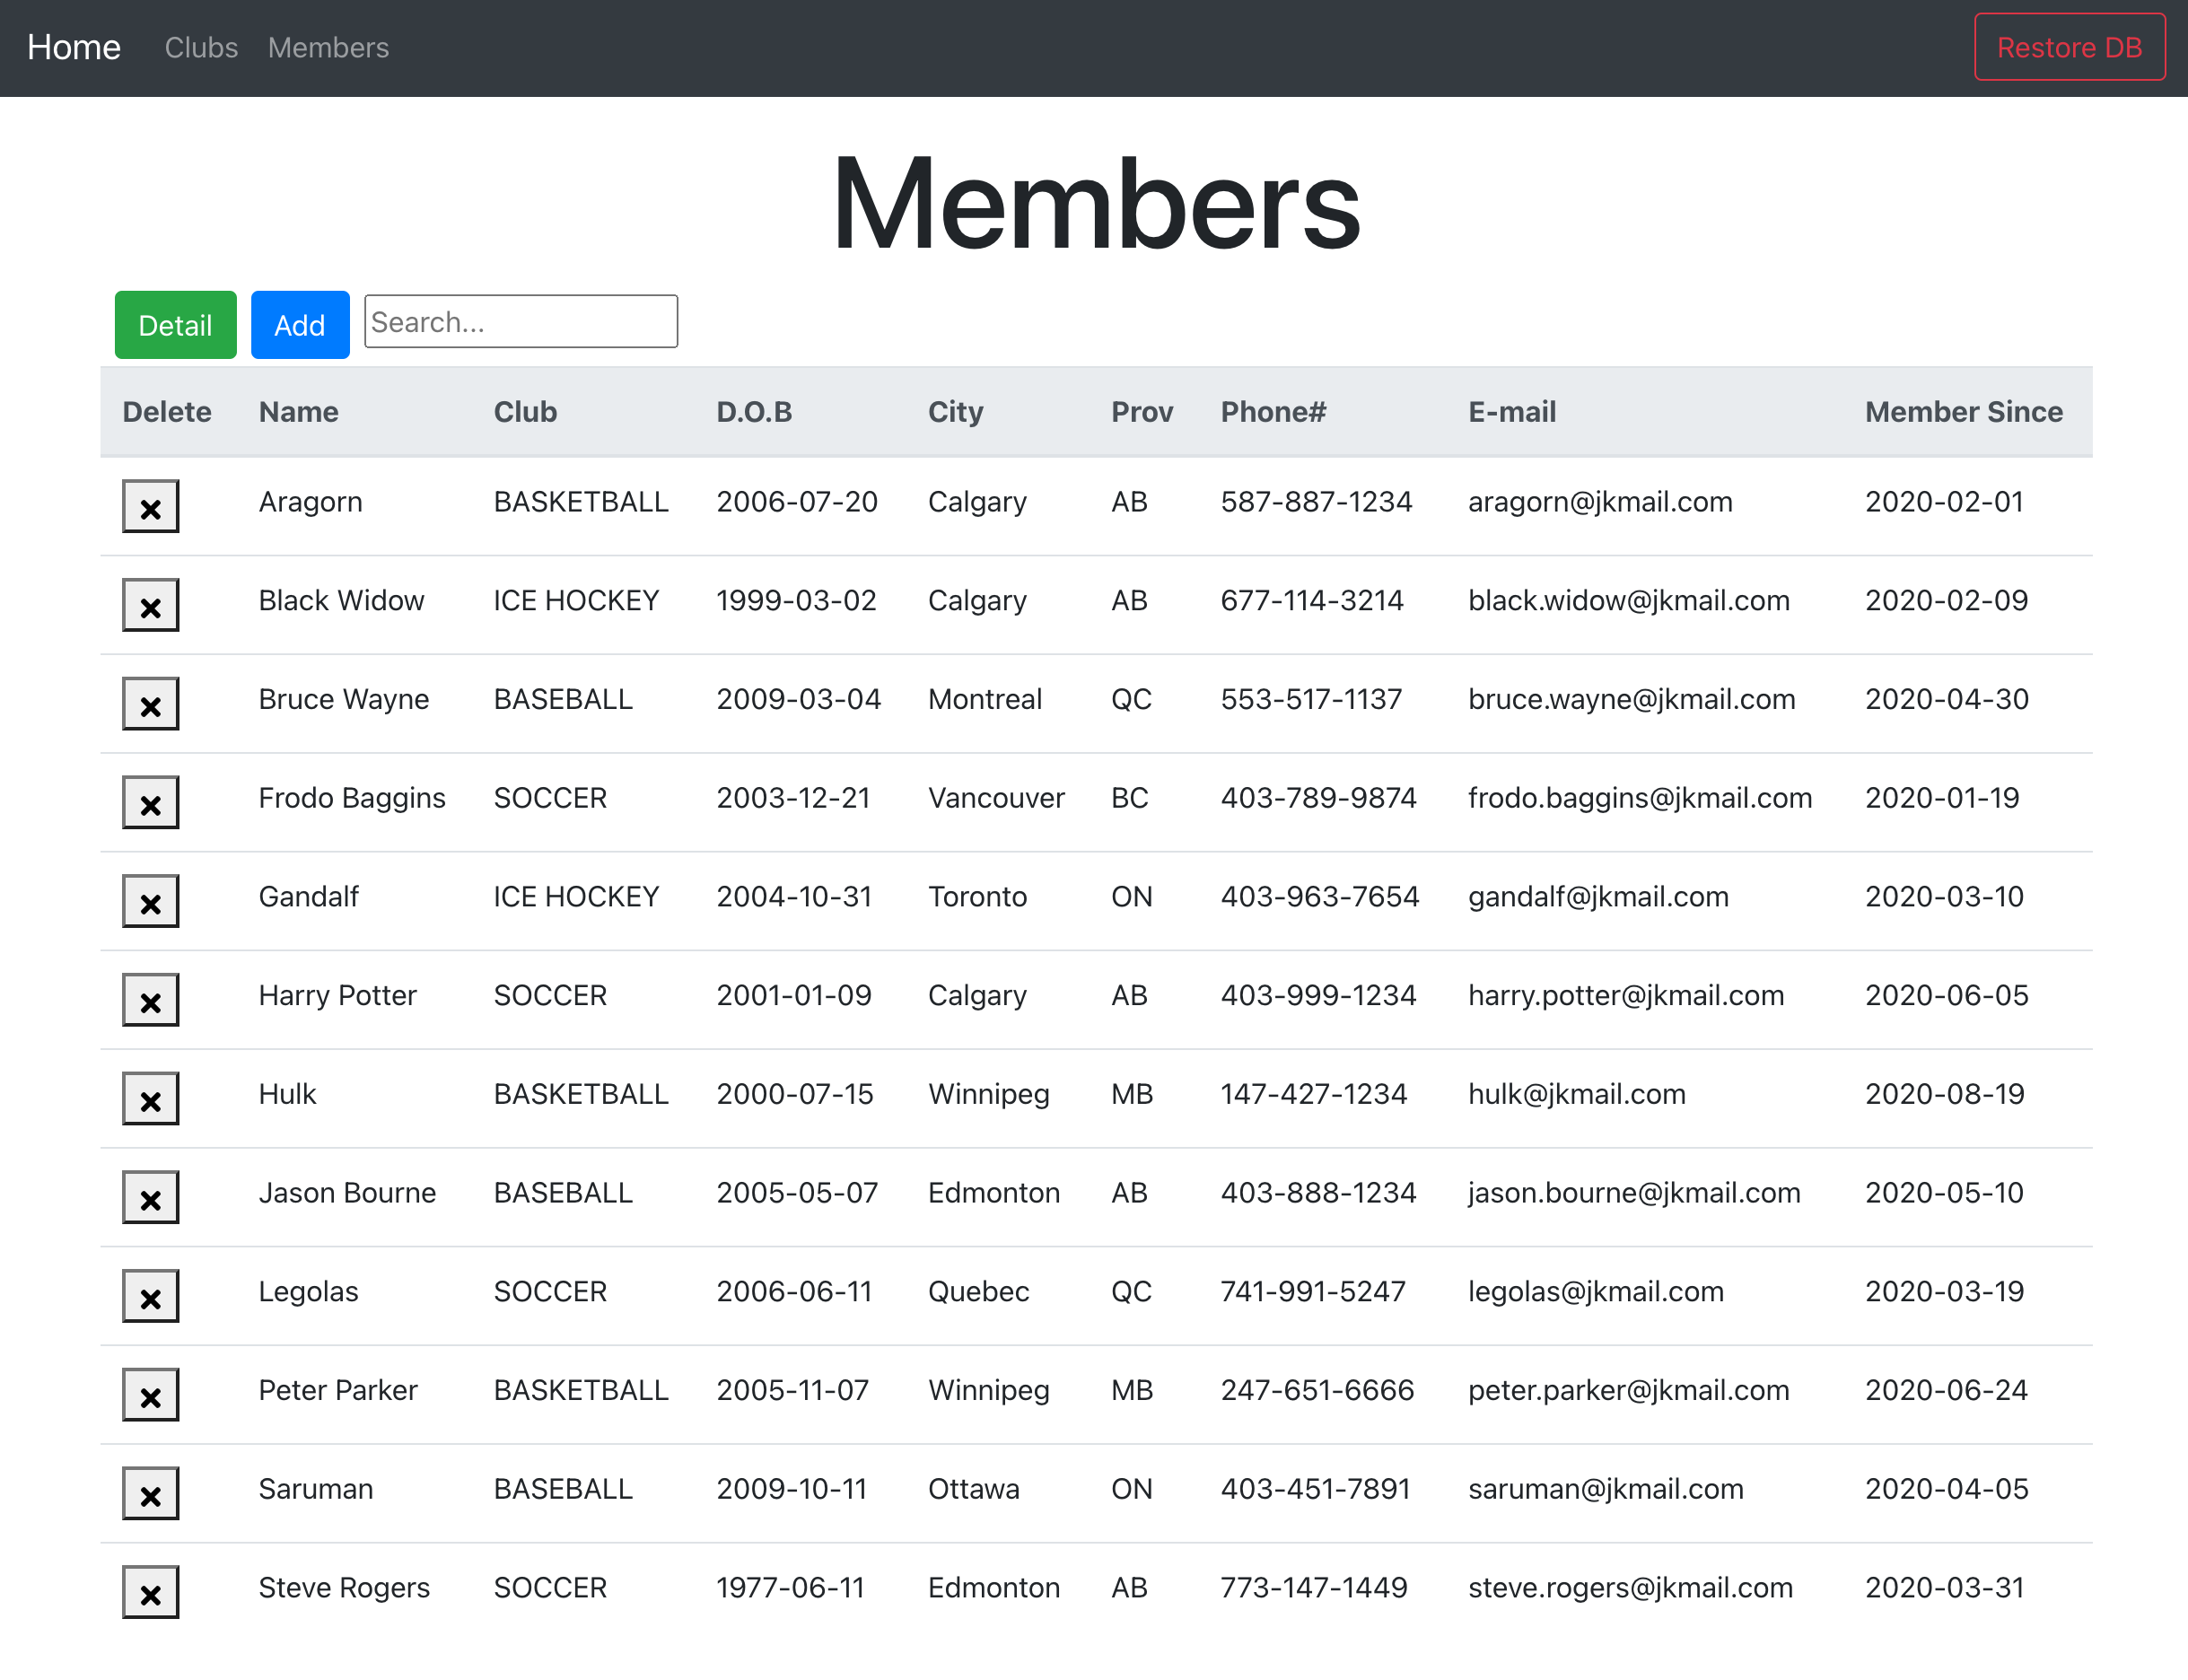 Home Clubs Members Restore DB
Members
Detail Add Search...
Delete Name Club D.O.B City Prov Phone# E-mail Member Since
Aragorn BASKETBALL 2006-07-20 Calgary AB 587-887-1234 aragorn@jkmail.com 2020-02-01
Black Widow ICE HOCKEY 1999-03-02 Calgary AB 677-114-3214 black.widow@jkmail.com 2020-02-09
Bruce Wayne BASEBALL 2009-03-04 Montreal QC 553-517-1137 bruce.wayne@jkmail.com 2020-04-30
Frodo Baggins SOCCER 2003-12-21 Vancouver BC 403-789-9874 frodo.baggins@jkmail.com 2020-01-19
Gandalf ICE HOCKEY 2004-10-31 Toronto ON 403-963-7654 gandalf@jkmail.com 2020-03-10
Harry Potter SOCCER 2001-01-09 Calgary AB 403-999-1234 harry.potter@jkmail.com 2020-06-05
Hulk BASKETBALL 2000-07-15 Winnipeg MB 147-427-1234 hulk@jkmail.com 2020-08-19
Jason Bourne BASEBALL 2005-05-07 Edmonton AB 403-888-1234 jason.bourne@jkmail.com 2020-05-10
Legolas SOCCER 2006-06-11 Quebec QC 741-991-5247 legolas@jkmail.com 2020-03-19
Peter Parker BASKETBALL 2005-11-07 Winnipeg MB 247-651-6666 peter.parker@jkmail.com 2020-06-24
Saruman BASEBALL 2009-10-11 Ottawa ON 403-451-7891 saruman@jkmail.com 2020-04-05
Steve Rogers SOCCER 1977-06-11 Edmonton AB 773-147-1449 steve.rogers@jkmail.com 2020-03-31